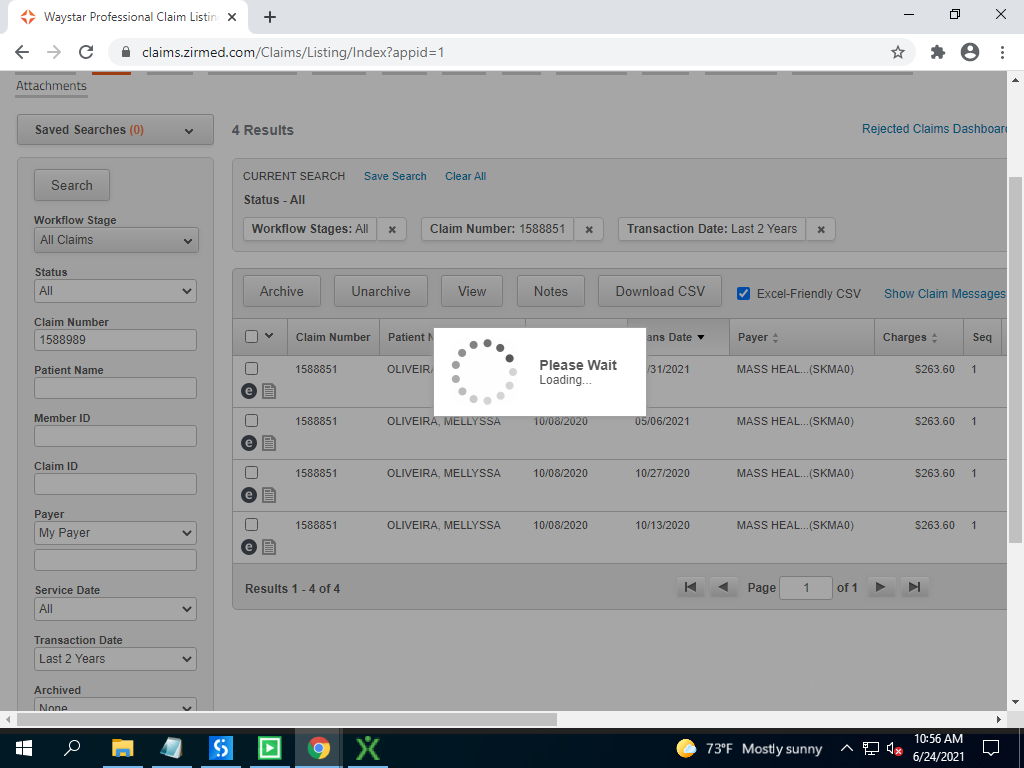 Waystar Professional Claim Listin
claims.zirmed.com/Claims/Listing/Index?appid=1
Attachments
Saved Searches (0)
4 Results
Rejected Claims Dashboar
Search
CURRENT SEARCH Save Search Clear All
Status - All
Workflow Stages: All × Claim Number: 1588851 × Transaction Date: Last 2 Years ×
Workflow Stage
All Claims
Status
All
Claim Number
1588989
Patient Name
Member ID
Claim ID
Payer
My Payer
Service Date
All
Transaction Date
Last 2 Years
Archived
None
Archive Unarchive View Notes Download CSV Excel-Friendly CSV Show Claim Messages
Claim Number Patient N ans Date Payer Charges Seq
1588851 OLIVEIR /31/2021 MASS HEAL...(SKMA0) $263.60 1
e
1588851 OLIVEIRA, MELLYSSA 10/08/2020 05/06/2021 MASS HEAL...(SKMA0) $263.60 1
e
1588851 OLIVEIRA, MELLYSSA 10/08/2020 10/27/2020 MASS HEAL...(SKMA0) $263.60 1
e
1588851 OLIVEIRA, MELLYSSA 10/08/2020 10/13/2020 MASS HEAL...(SKMA0) $263.60 1
e
Results 1 - 4 of 4
Page 1 of 1
Please Wait
Loading...
73°F Mostly sunny
10:56 AM
6/24/2021